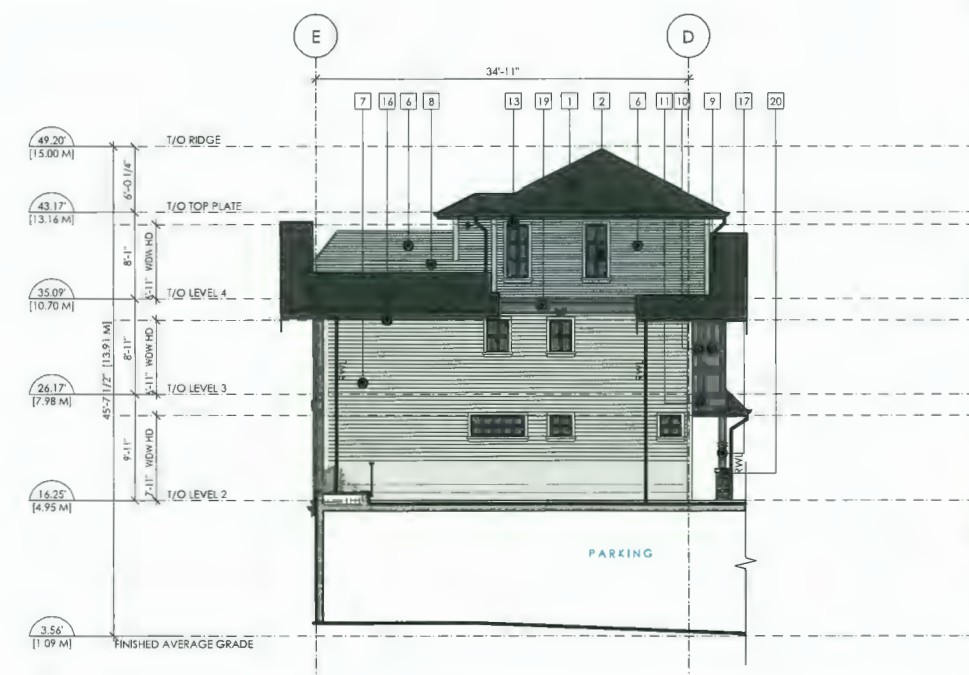 E
D
34'-11"
7 16 6 8 13 19 1 2 6 11 10 9 17 20
49.20'
[15.00 M]
T/O RIDGE
6'-0 1/4"
43.17'
[13.16 M]
T/O TOP PLATE
8'-1"
6'-11" WDW HD
35.09'
[10.70 M]
T/O LEVEL 4
45'-7 1/2" [13.91 M]
8'-11"
6'-11" WDW HD
RWL
RWL
26.17'
[7.98 M]
T/O LEVEL 3
9'-11"
7'-11" WDW HD
RWL
16.25'
[4.95 M]
T/O LEVEL 2
PARKING
3.56'
[1.09 M]
FINISHED AVERAGE GRADE